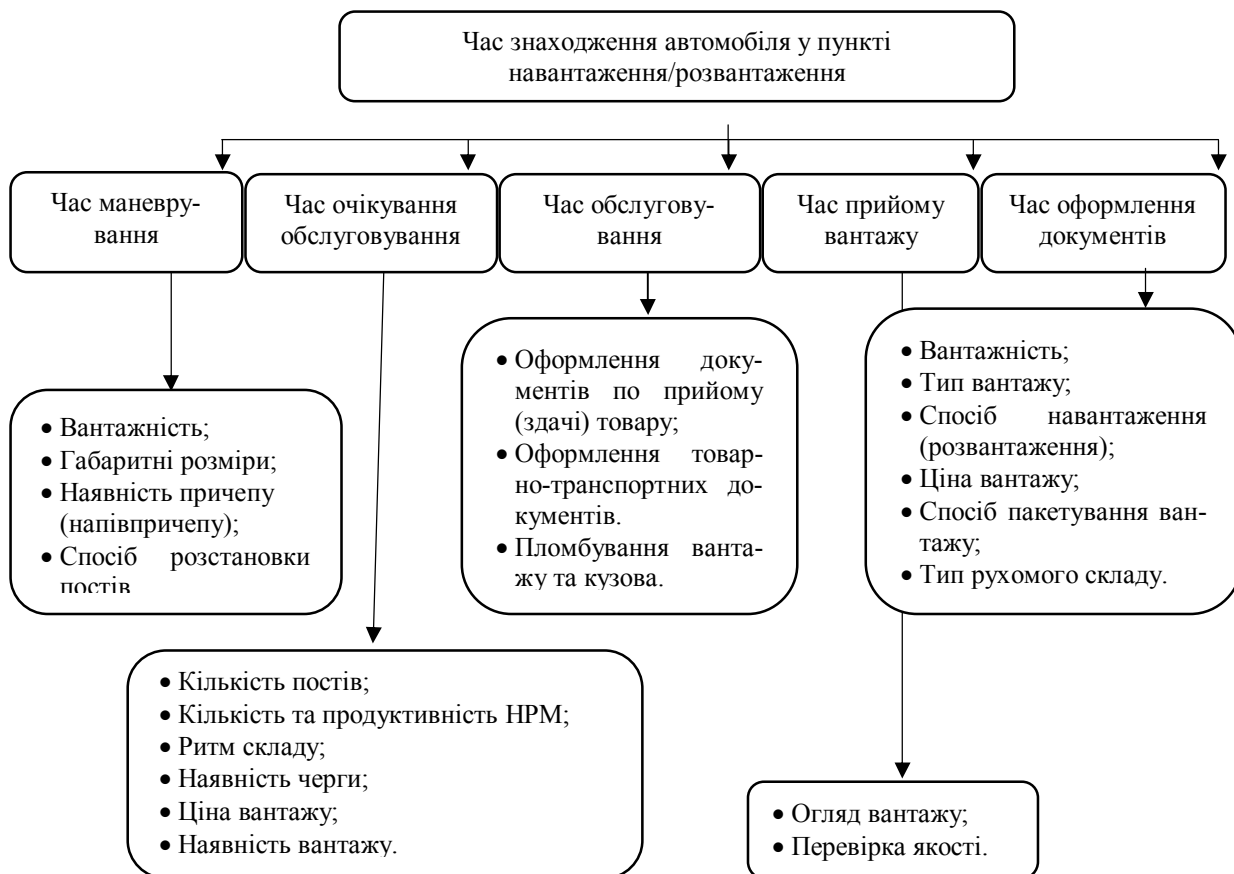 Час знаходження автомобіля у пункті
навантаження/розвантаження
Час маневру-
вання
Час очікування
обслуговування
Час обслугову-
вання
Час прийому
вантажу
Час оформлення
документів
• Вантажність;
• Габаритні розміри;
• Наявність причепу
(напівпричепу);
• Спосіб розстановки
постів
• Оформлення доку-
ментів по прийому
(здачі) товару;
• Оформлення товар-
но-транспортних до-
кументів.
• Пломбування ванта-
жу та кузова.
• Вантажність;
• Тип вантажу;
• Спосіб навантаження
(розвантаження);
• Ціна вантажу;
• Спосіб пакетування ван-
тажу;
• Тип рухомого складу.
• Кількість постів;
• Кількість та продуктивність НРМ;
• Ритм складу;
• Наявність черги;
• Ціна вантажу;
• Наявність вантажу.
• Огляд вантажу;
• Перевірка якості.